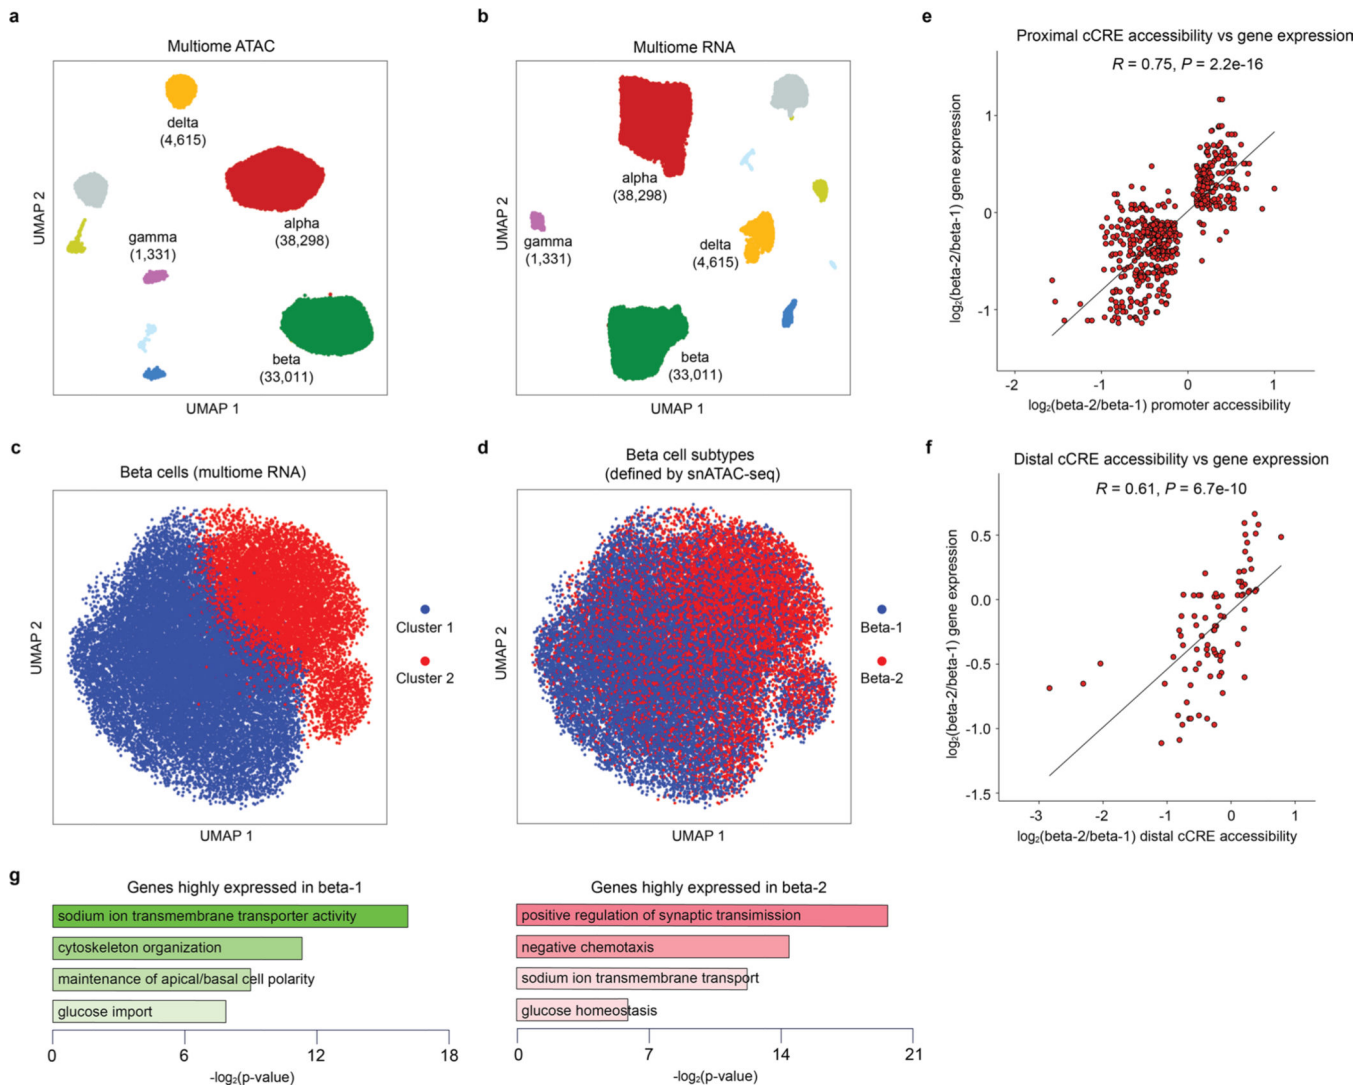 a
Multiome ATAC
delta
(4,615)
alpha
(38,298)
gamma
(1,331)
beta
(33,011)
UMAP 2
UMAP 1
b
Multiome RNA
alpha
(38,298)
gamma
(1,331)
delta
(4,615)
beta
(33,011)
UMAP 2
UMAP 1
e
Proximal cCRE accessibility vs gene expression
R = 0.75, P = 2.2e-16
log₂(beta-2/beta-1) gene expression
1
0
-1
-2
-1
0
1
log₂(beta-2/beta-1) promoter accessibility
c
Beta cells (multiome RNA)
Cluster 1
Cluster 2
UMAP 2
UMAP 1
d
Beta cell subtypes
(defined by snATAC-seq)
Beta-1
Beta-2
UMAP 2
UMAP 1
f
Distal cCRE accessibility vs gene expression
R = 0.61, P = 6.7e-10
log₂(beta-2/beta-1) gene expression
0.5
0.0
-0.5
-1.0
-1.5
-3
-2
-1
0
1
log₂(beta-2/beta-1) distal cCRE accessibility
g
Genes highly expressed in beta-1
sodium ion transmembrane transporter activity
cytoskeleton organization
maintenance of apical/basal cell polarity
glucose import
0
6
12
18
-log₂(p-value)
Genes highly expressed in beta-2
positive regulation of synaptic transimission
negative chemotaxis
sodium ion transmembrane transport
glucose homeostasis
0
7
14
21
-log₂(p-value)